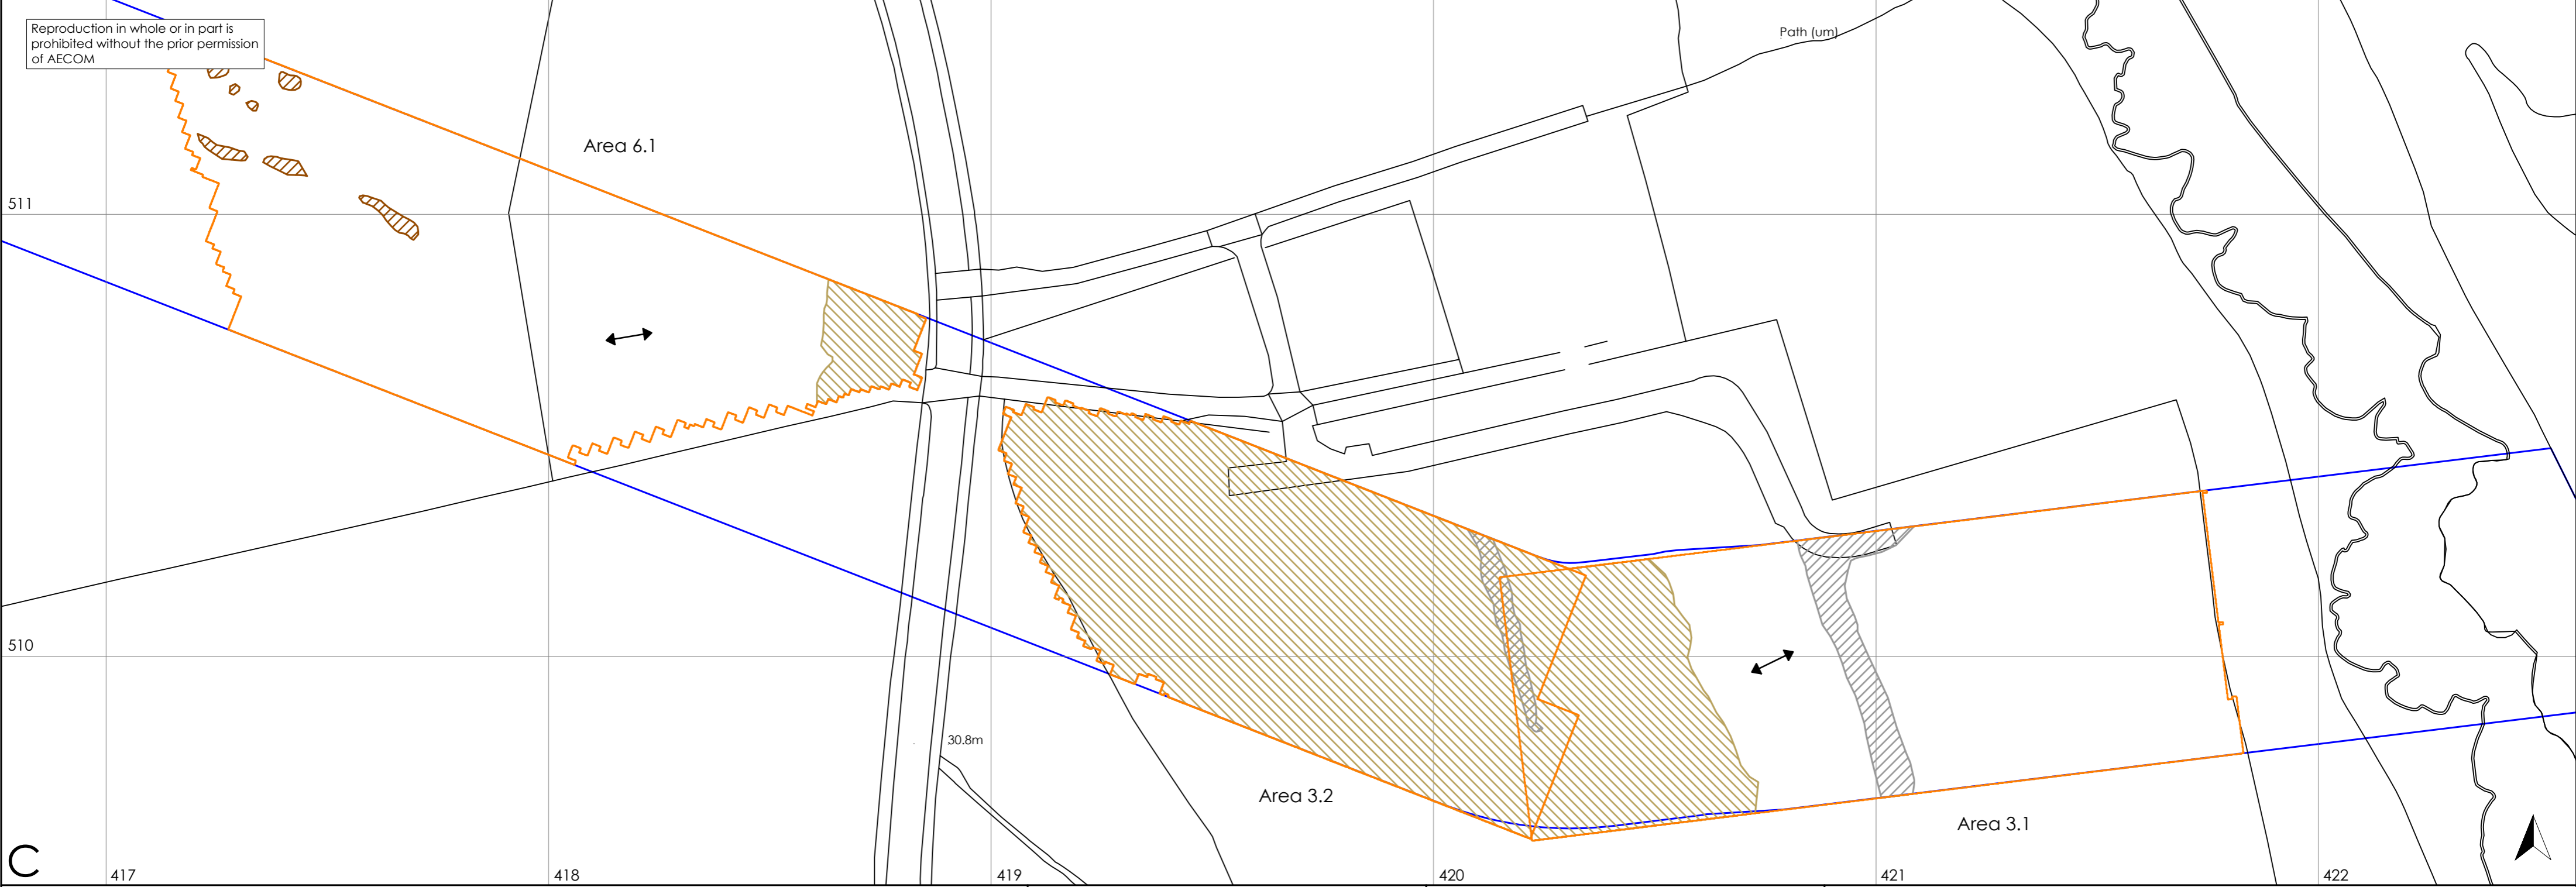 Reproduction in whole or in part is
prohibited without the prior permission
of AECOM
Path (um)
Area 6.1
511
510
30.8m
Area 3.2
Area 3.1
C
417
418
419
420
421
422